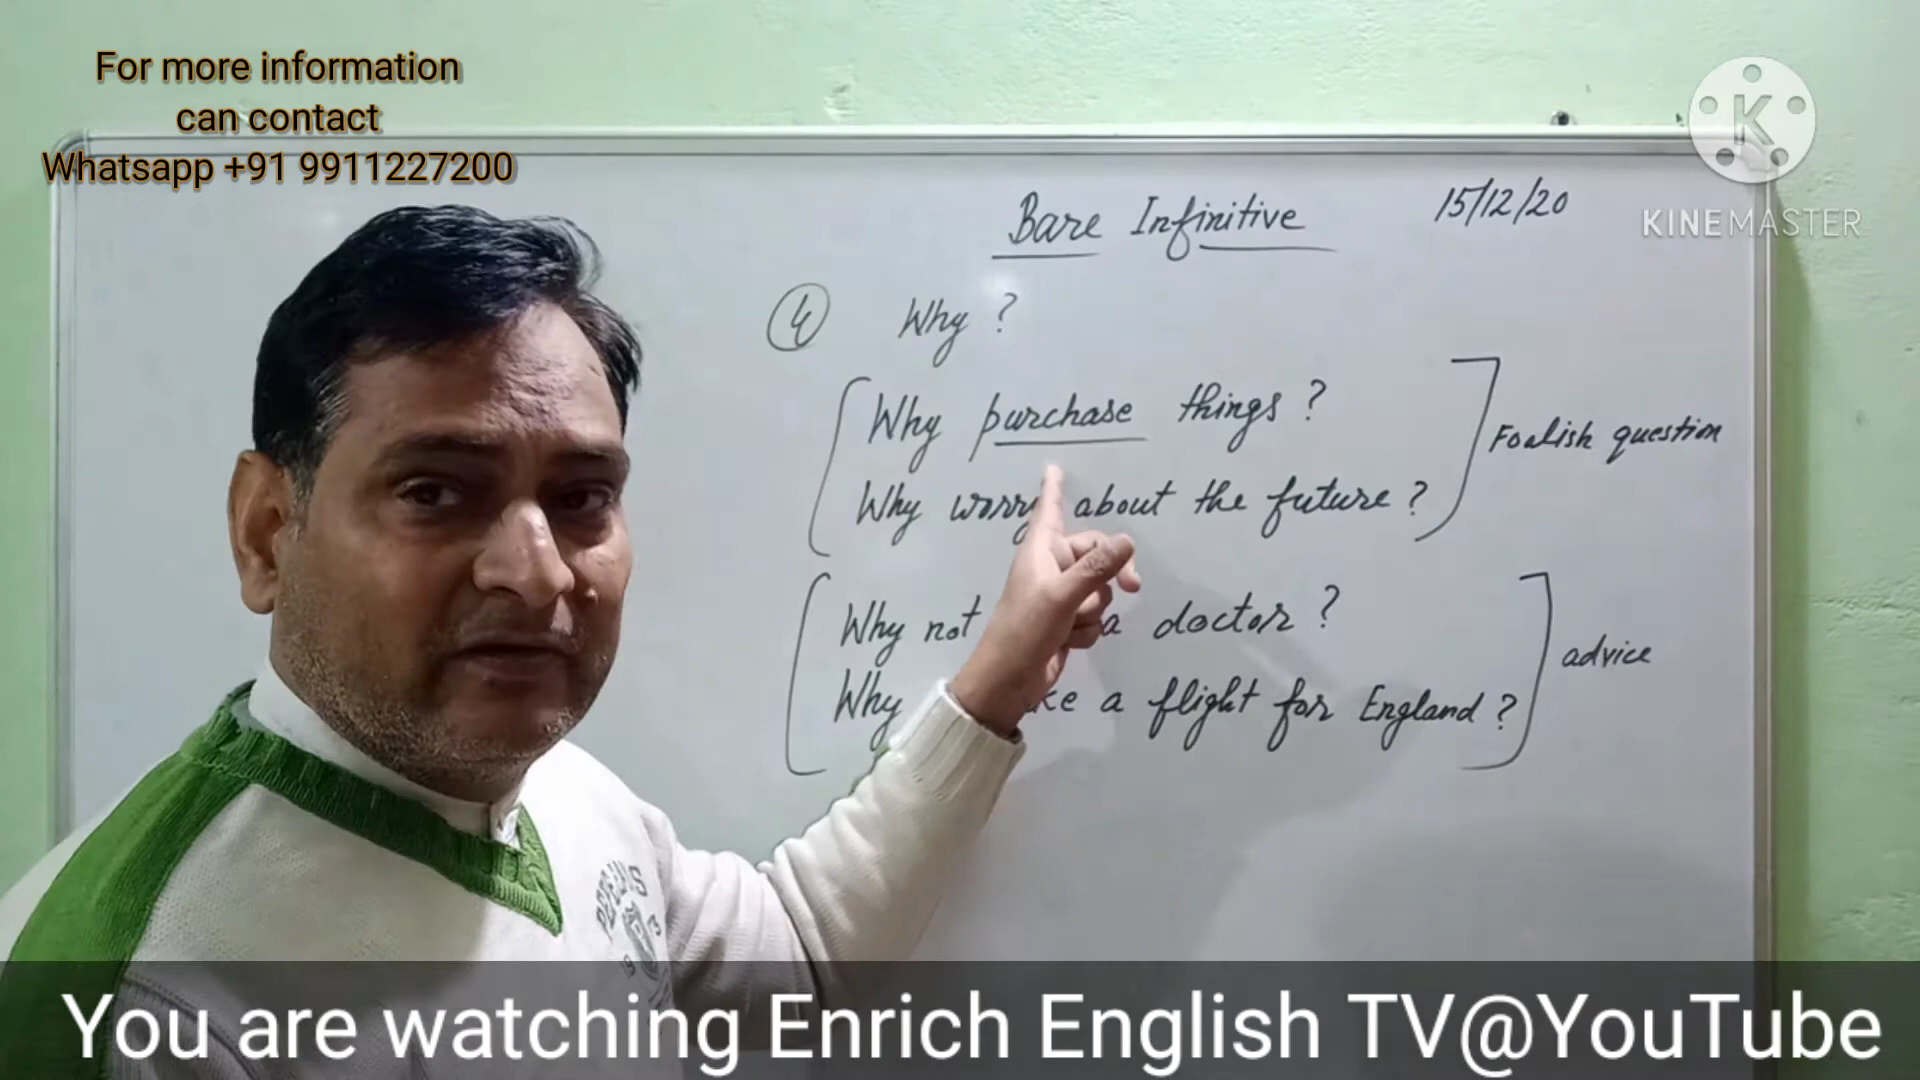 For more information
can contact
Whatsapp +91 9911227200
K
KINEMASTER
Bare Infinitive 15/12/20
4 Why ?
Why purchase things ?
Why worry about the future ?
Foolish question
Why not a doctor ?
Why a flight for England ?
advice
You are watching Enrich English TV@YouTube